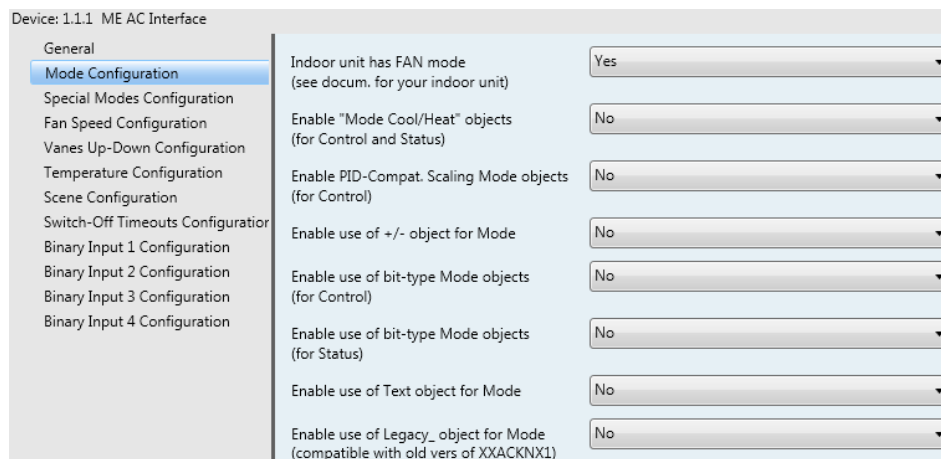 Device: 1.1.1 ME AC Interface
General
Mode Configuration
Special Modes Configuration
Fan Speed Configuration
Vanes Up-Down Configuration
Temperature Configuration
Scene Configuration
Switch-Off Timeouts Configuration
Binary Input 1 Configuration
Binary Input 2 Configuration
Binary Input 3 Configuration
Binary Input 4 Configuration
Indoor unit has FAN mode
(see docum. for your indoor unit)
Yes
Enable "Mode Cool/Heat" objects
(for Control and Status)
No
Enable PID-Compat. Scaling Mode objects
(for Control)
No
Enable use of +/- object for Mode
No
Enable use of bit-type Mode objects
(for Control)
No
Enable use of bit-type Mode objects
(for Status)
No
Enable use of Text object for Mode
No
Enable use of Legacy_ object for Mode
(compatible with old vers of XXACKNX1)
No